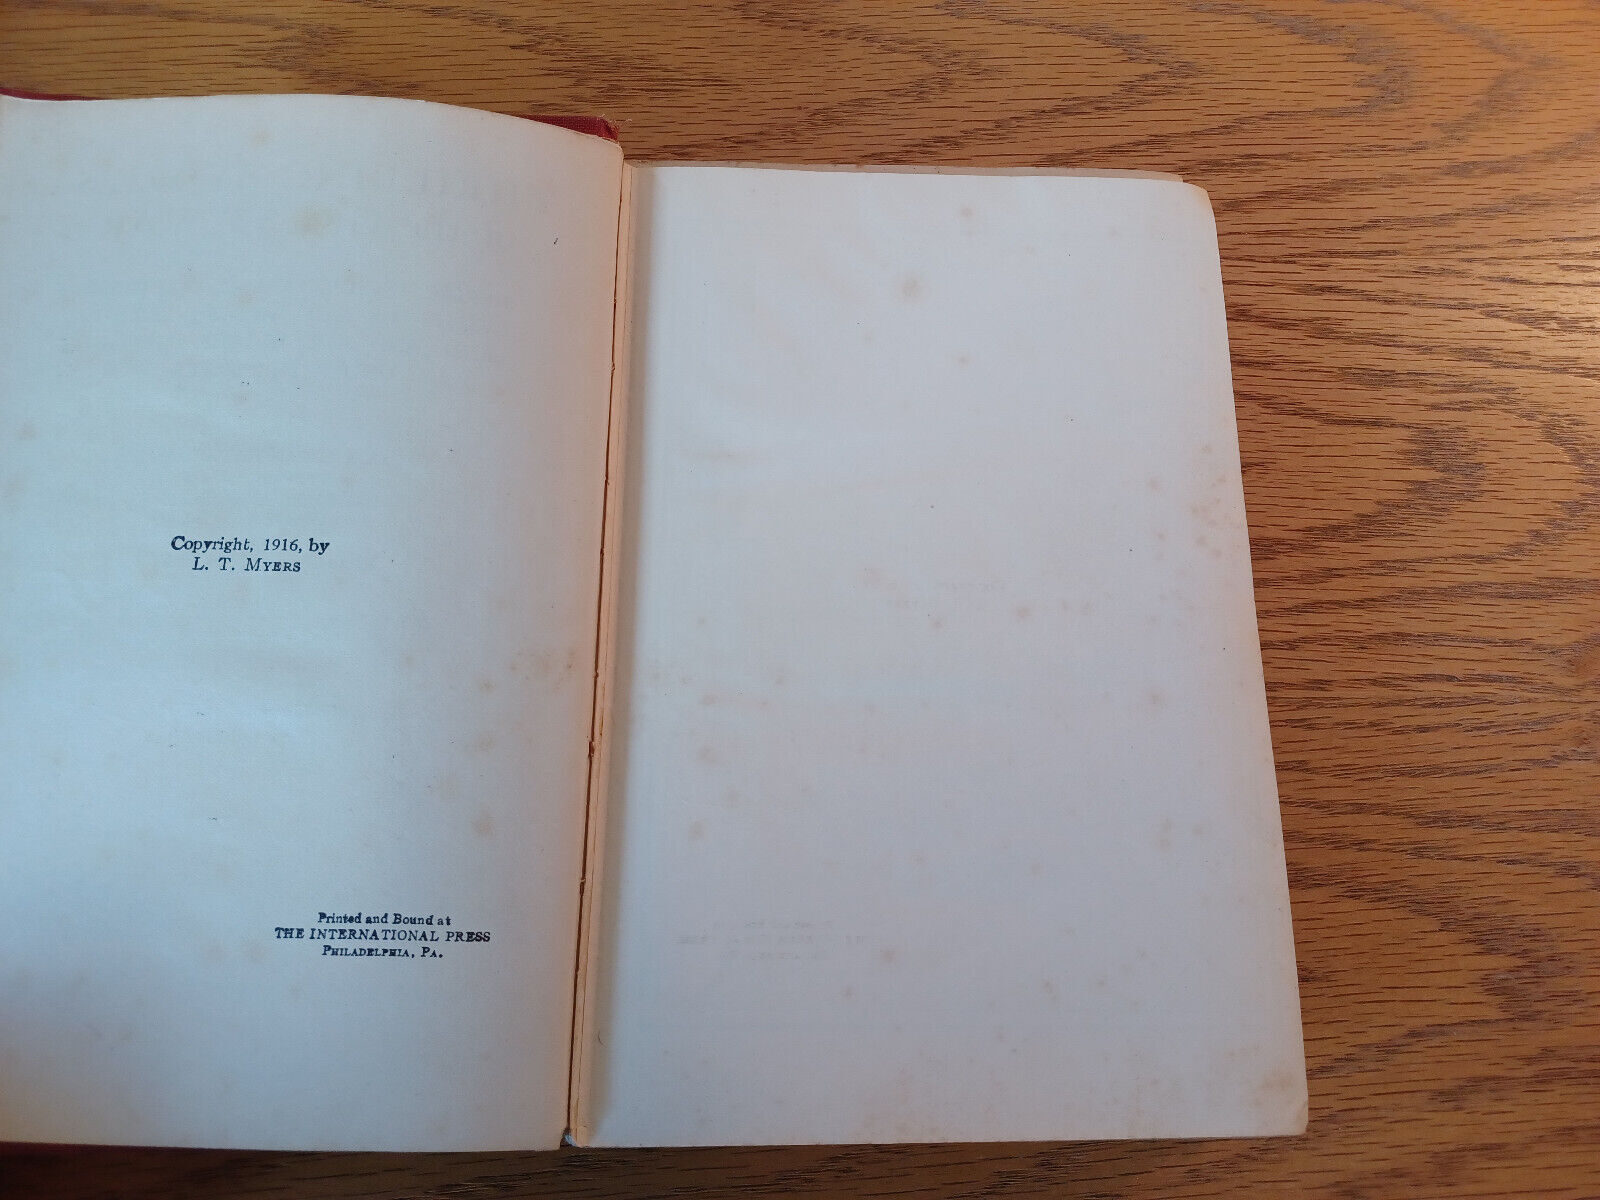 Copyright, 1916, by
L. T. MYERS
Printed and Bound at
THE INTERNATIONAL PRESS
PHILADELPHIA, PA.